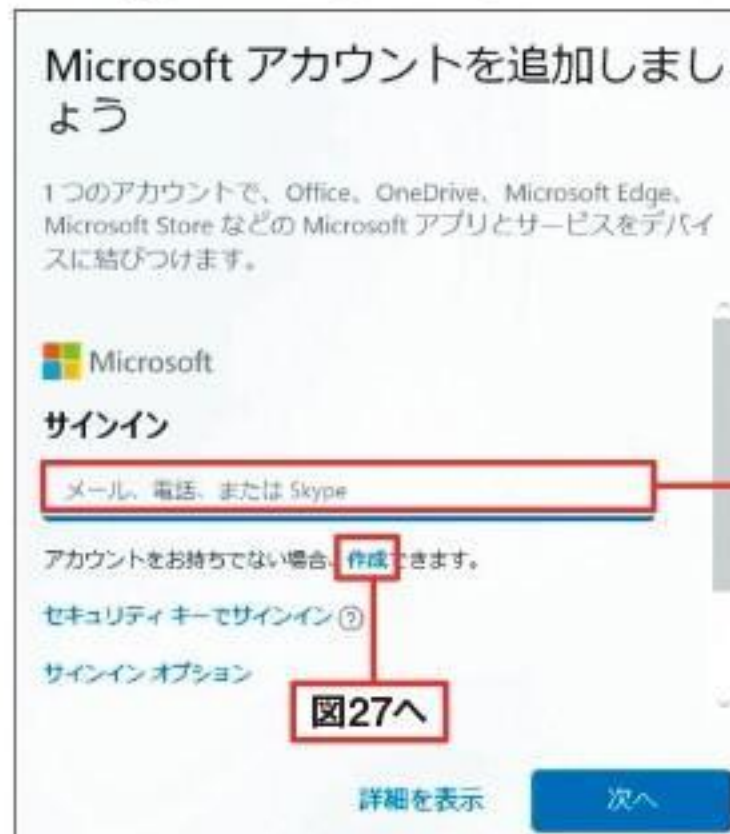 Microsoft アカウントを追加しまし
ょう
1 つのアカウントで、Office、OneDrive、Microsoft Edge、
Microsoft Store などの Microsoft アプリとサービスをデバイ
スに結びつけます。
Microsoft
サインイン
メール、電話、または Skype
アカウントをお持ちでない場合、作成できます。
セキュリティ キーでサインイン ?
サインイン オプション
図27へ
詳細を表示
次へ